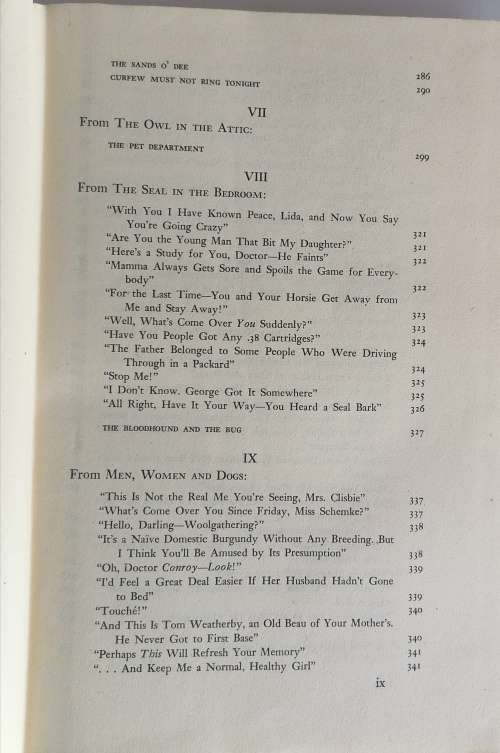 THE SANDS O' DEE 286
CURFEW MUST NOT RING TONIGHT 290
VII
From THE OWL IN THE ATTIC:
THE PET DEPARTMENT 299
VIII
From THE SEAL IN THE BEDROOM:
“With You I Have Known Peace, Lida, and Now You Say
You're Going Crazy” 321
“Are You the Young Man That Bit My Daughter?” 321
“Here's a Study for You, Doctor—He Faints” 322
“Mamma Always Gets Sore and Spoils the Game for Every-
body” 322
“For the Last Time—You and Your Horsie Get Away from
Me and Stay Away!” 323
“Well, What's Come Over You Suddenly?” 323
“Have You People Got Any .38 Cartridges?” 324
“The Father Belonged to Some People Who Were Driving
Through in a Packard” 324
“Stop Me!” 325
“I Don't Know. George Got It Somewhere” 325
“All Right, Have It Your Way—You Heard a Seal Bark” 326
THE BLOODHOUND AND THE BUG 327
IX
From MEN, WOMEN AND DOGS:
“This Is Not the Real Me You're Seeing, Mrs. Clisbie” 337
“What's Come Over You Since Friday, Miss Schemke?” 337
“Hello, Darling—Woolgathering?” 338
“It's a Naïve Domestic Burgundy Without Any Breeding. But
I Think You'll Be Amused by Its Presumption” 338
“Oh, Doctor Conroy—Look!” 339
“I'd Feel a Great Deal Easier If Her Husband Hadn't Gone
to Bed” 339
“Touché!” 340
“And This Is Tom Weatherby, an Old Beau of Your Mother's.
He Never Got to First Base” 340
“Perhaps This Will Refresh Your Memory” 341
“. . . And Keep Me a Normal, Healthy Girl” 341
ix